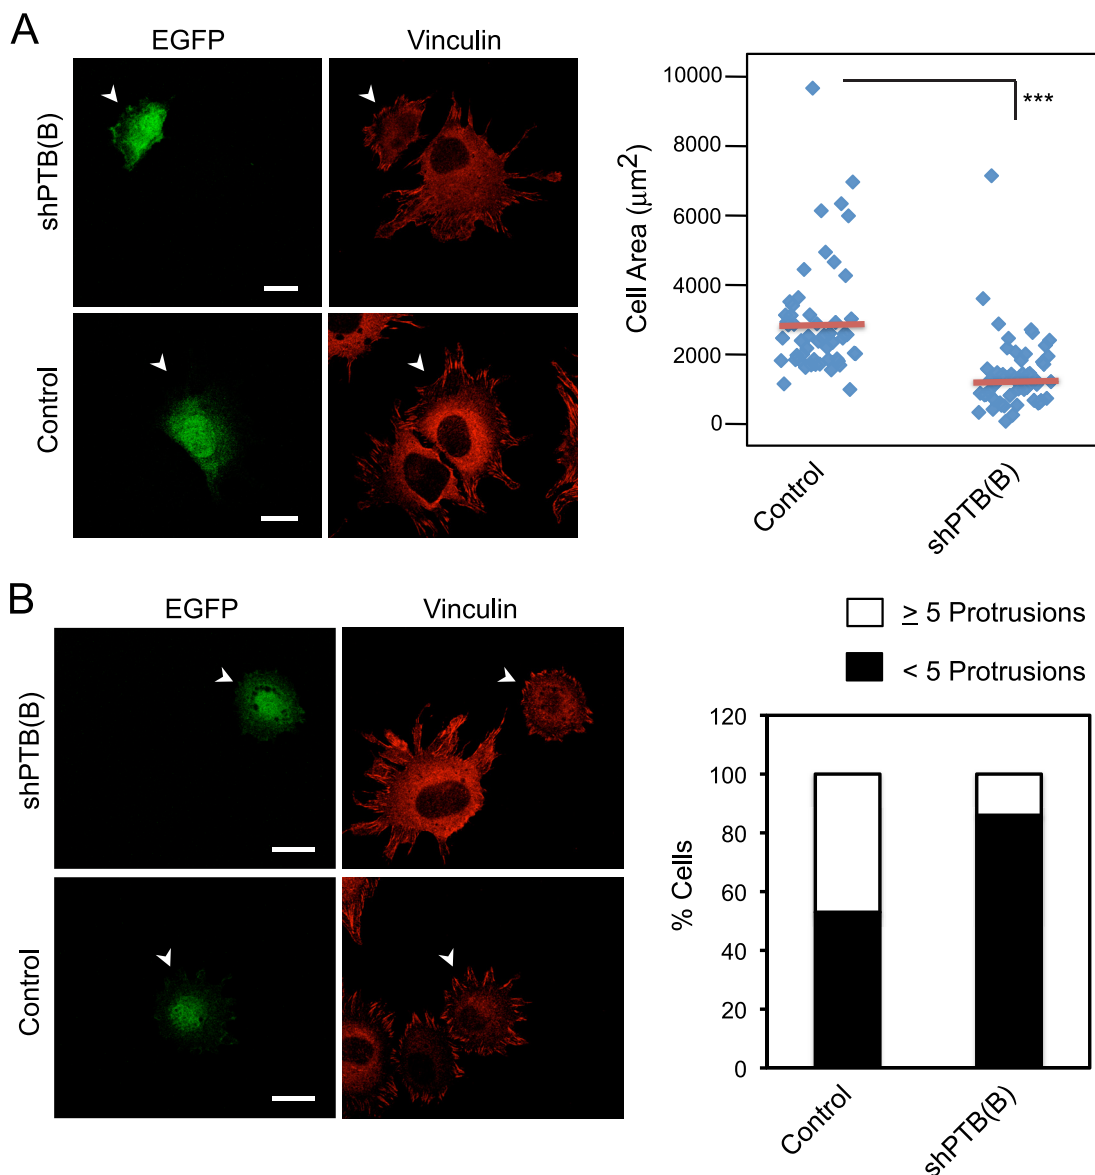 A
EGFP
Vinculin
shPTB(B)
Control
Cell Area (μm²)
10000
8000
6000
4000
2000
0
***
Control
shPTB(B)
B
EGFP
Vinculin
shPTB(B)
Control
≥ 5 Protrusions
< 5 Protrusions
% Cells
120
100
80
60
40
20
0
Control
shPTB(B)